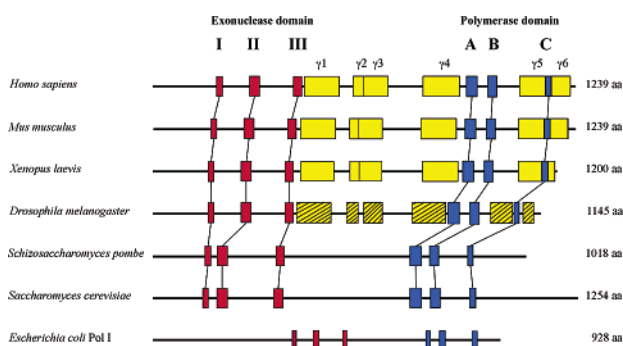 Exonuclease domain Polymerase domain
I II III A B C
γ1 γ2 γ3 γ4 γ5 γ6
Homo sapiens 1239 aa
Mus musculus 1239 aa
Xenopus laevis 1200 aa
Drosophila melanogaster 1145 aa
Schizosaccharomyces pombe 1018 aa
Saccharomyces cerevisiae 1254 aa
Escherichia coli Pol I 928 aa